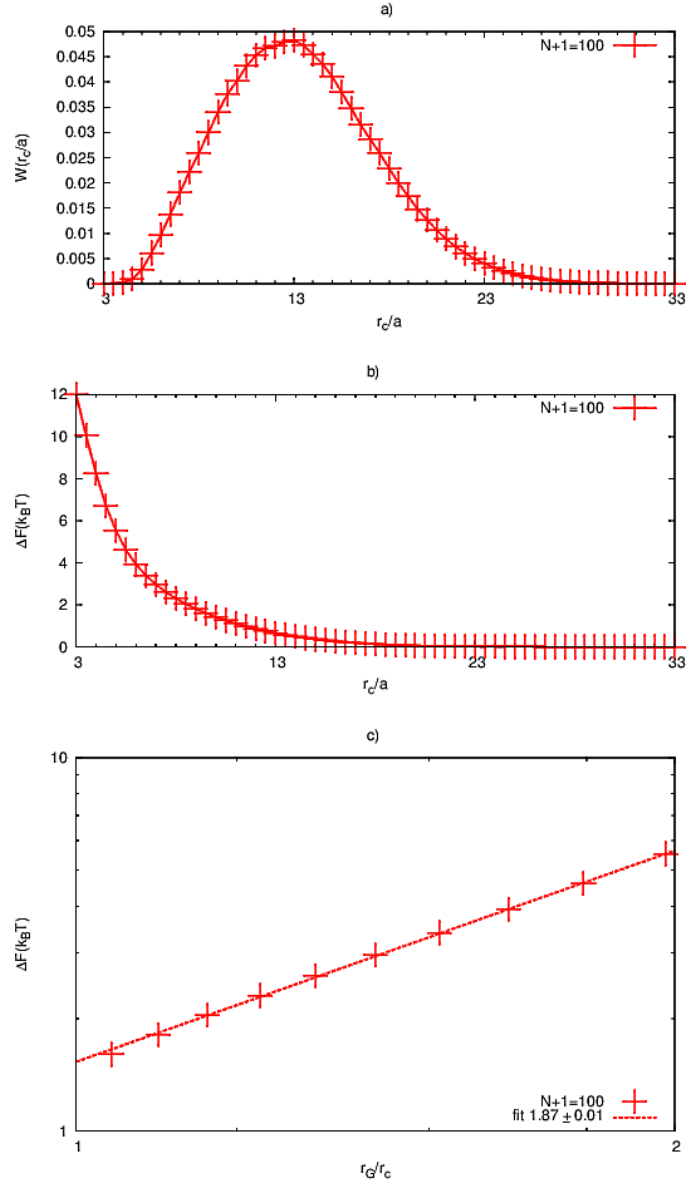 a)
0.05
0.045
0.04
0.035
0.03
0.025
0.02
0.015
0.01
0.005
0
W(r_c/a)
N+1=100
3
13
23
33
r_c/a
b)
12
10
8
6
4
2
0
ΔF(k_BT)
N+1=100
3
13
23
33
r_c/a
c)
10
1
ΔF(k_BT)
N+1=100
fit 1.87 ± 0.01
1
2
r_G/r_c